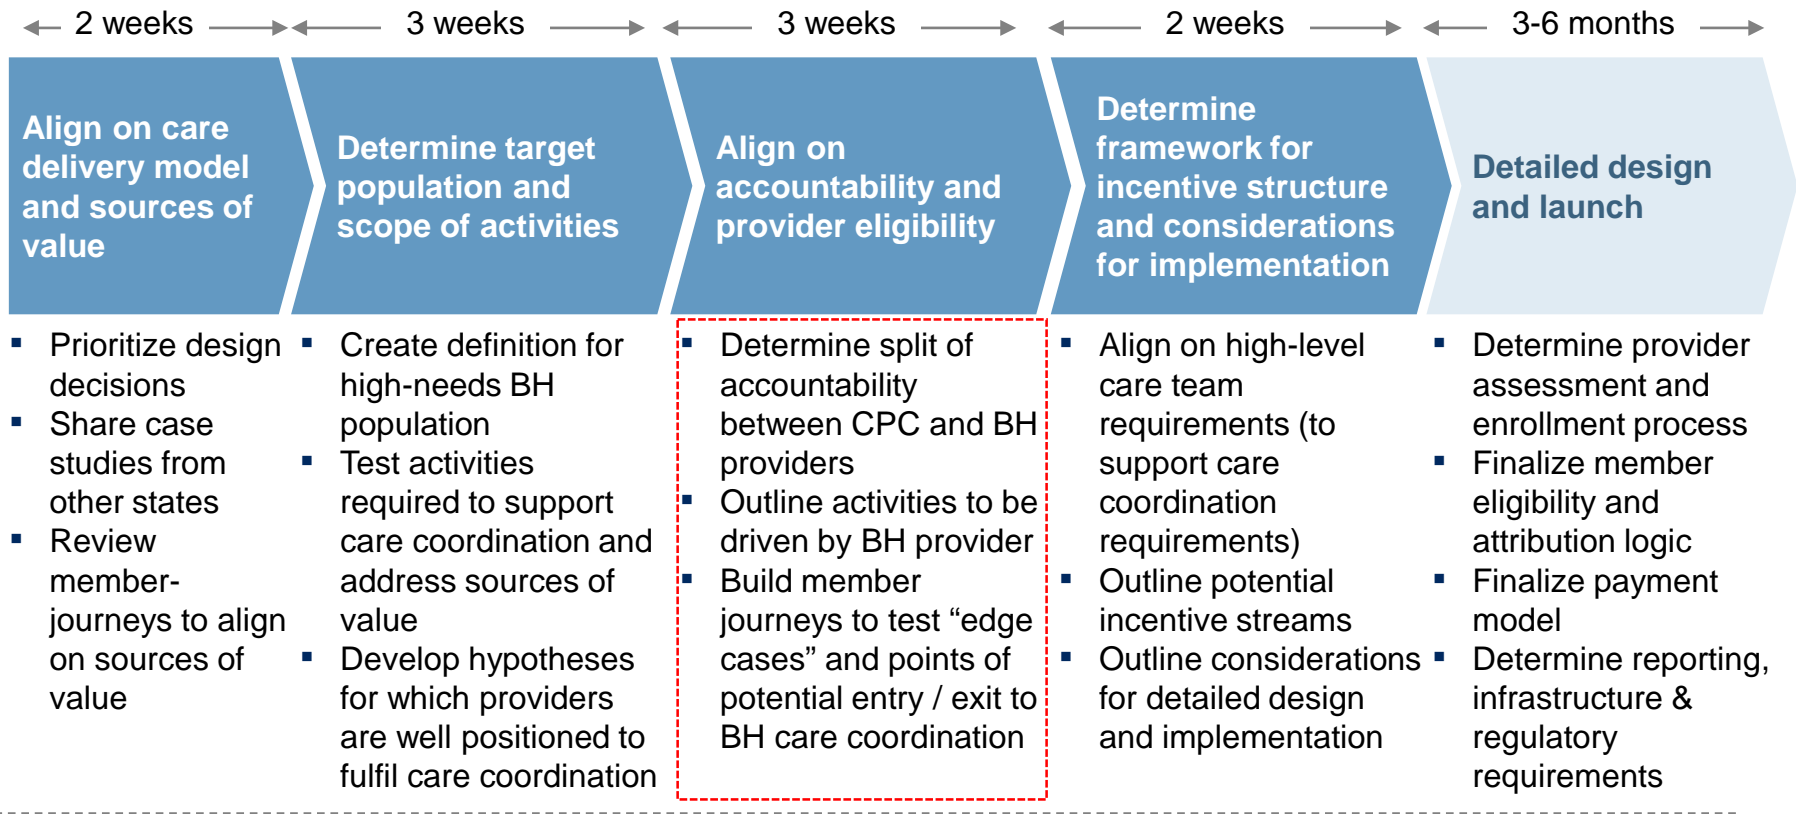 2 weeks
3 weeks
3 weeks
2 weeks
3-6 months
Align on care
delivery model
and sources of
value
Determine target
population and
scope of activities
Align on
accountability and
provider eligibility
Determine
framework for
incentive structure
and considerations
for implementation
Detailed design
and launch
▪ Prioritize design
decisions
▪ Share case
studies from
other states
▪ Review
member-
journeys to align
on sources of
value
▪ Create definition for
high-needs BH
population
▪ Test activities
required to support
care coordination and
address sources of
value
▪ Develop hypotheses
for which providers
are well positioned to
fulfil care coordination
▪ Determine split of
accountability
between CPC and BH
providers
▪ Outline activities to be
driven by BH provider
▪ Build member
journeys to test “edge
cases” and points of
potential entry / exit to
BH care coordination
▪ Align on high-level
care team
requirements (to
support care
coordination
requirements)
▪ Outline potential
incentive streams
▪ Outline considerations
for detailed design
and implementation
▪ Determine provider
assessment and
enrollment process
▪ Finalize member
eligibility and
attribution logic
▪ Finalize payment
model
▪ Determine reporting,
infrastructure &
regulatory
requirements